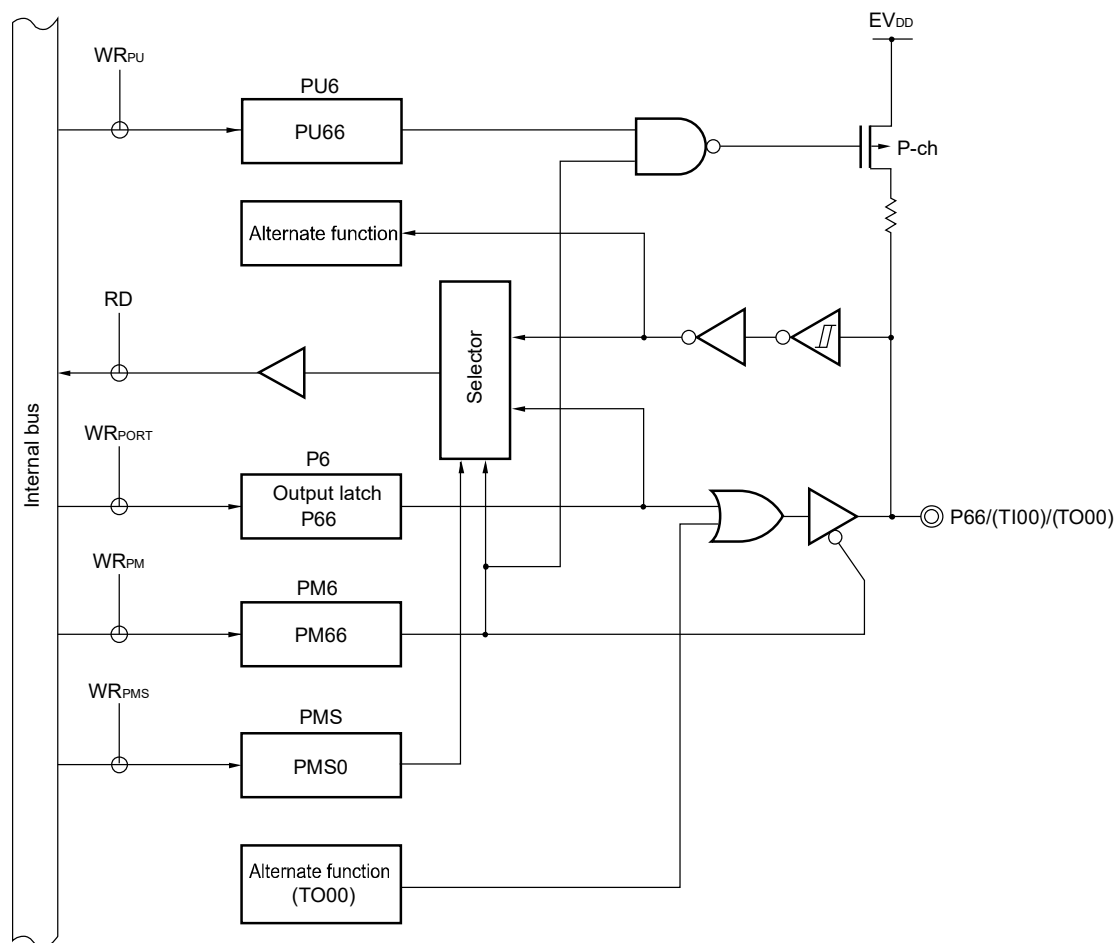 EVDD
WRPU
PU6
PU66
P-ch
Alternate function
RD
Selector
Internal bus
WRPORT
P6
Output latch
P66
P66/(TI00)/(TO00)
WRPM
PM6
PM66
WRPMS
PMS
PMS0
Alternate function
(TO00)